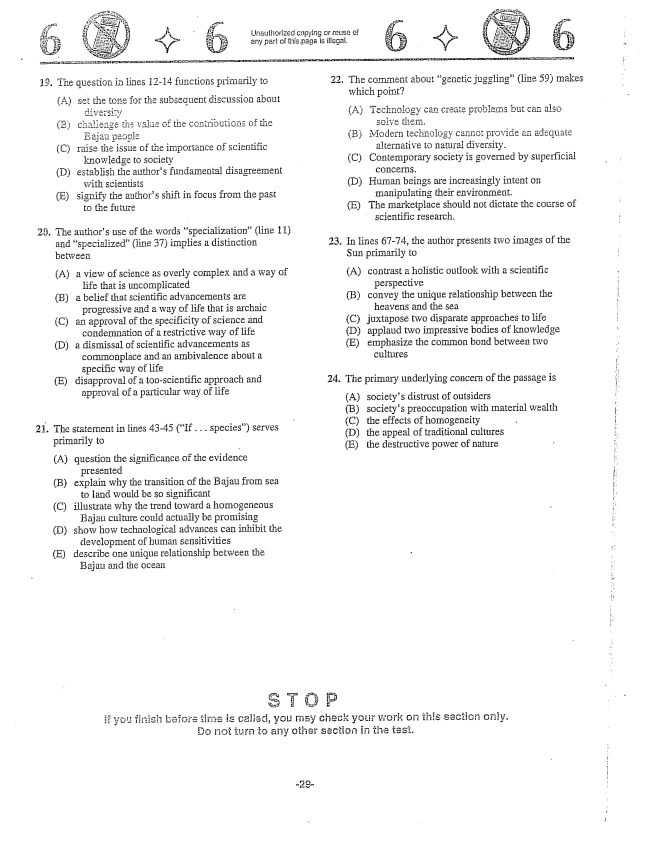 6 6 Unauthorized copying or reuse of
any part of this page is illegal. 6 6
19. The question in lines 12-14 functions primarily to
(A) set the tone for the subsequent discussion about
diversity
(B) challenge the value of the contributions of the
Bajau people
(C) raise the issue of the importance of scientific
knowledge to society
(D) establish the author's fundamental disagreement
with scientists
(E) signify the author's shift in focus from the past
to the future
20. The author's use of the words "specialization" (line 11)
and "specialized" (line 37) implies a distinction
between
(A) a view of science as overly complex and a way of
life that is uncomplicated
(B) a belief that scientific advancements are
progressive and a way of life that is archaic
(C) an approval of the specificity of science and
condemnation of a restrictive way of life
(D) a dismissal of scientific advancements as
commonplace and an ambivalence about a
specific way of life
(E) disapproval of a too-scientific approach and
approval of a particular way of life
21. The statement in lines 43-45 ("If . . . species") serves
primarily to
(A) question the significance of the evidence
presented
(B) explain why the transition of the Bajau from sea
to land would be so significant
(C) illustrate why the trend toward a homogeneous
Bajau culture could actually be promising
(D) show how technological advances can inhibit the
development of human sensitivities
(E) describe one unique relationship between the
Bajau and the ocean
22. The comment about "genetic juggling" (line 59) makes
which point?
(A) Technology can create problems but can also
solve them.
(B) Modern technology cannot provide an adequate
alternative to natural diversity.
(C) Contemporary society is governed by superficial
concerns.
(D) Human beings are increasingly intent on
manipulating their environment.
(E) The marketplace should not dictate the course of
scientific research.
23. In lines 67-74, the author presents two images of the
Sun primarily to
(A) contrast a holistic outlook with a scientific
perspective
(B) convey the unique relationship between the
heavens and the sea
(C) juxtapose two disparate approaches to life
(D) applaud two impressive bodies of knowledge
(E) emphasize the common bond between two
cultures
24. The primary underlying concern of the passage is
(A) society's distrust of outsiders
(B) society's preoccupation with material wealth
(C) the effects of homogeneity
(D) the appeal of traditional cultures
(E) the destructive power of nature
STOP
If you finish before time is called, you may check your work on this section only.
Do not turn to any other section in the test.
-29-